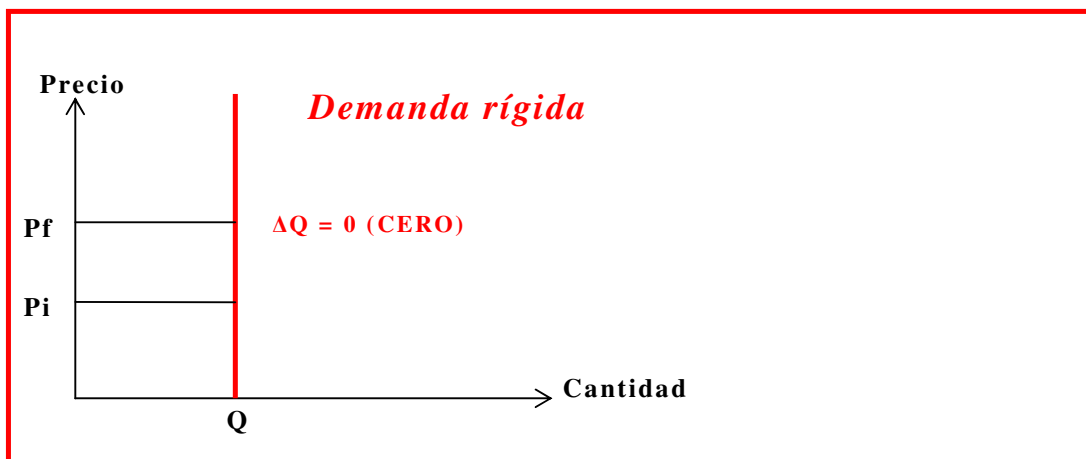 Precio
Demanda rígida
Pf
ΔQ = 0 (CERO)
Pi
Cantidad
Q